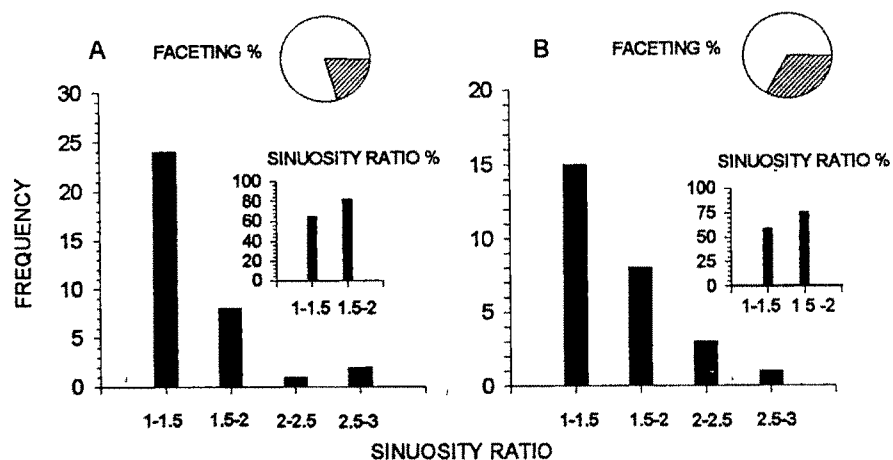 A FACETING %
30
25
20
15
10
5
0
FREQUENCY
SINUOSITY RATIO %
100
80
60
40
20
0
1-1.5 1.5-2
1-1.5 1.5-2 2-2.5 2.5-3
B FACETING %
20
15
10
5
0
SINUOSITY RATIO %
100
75
50
25
0
1-1.5 1 5 -2
1-1.5 1.5-2 2-2.5 2.5-3
SINUOSITY RATIO